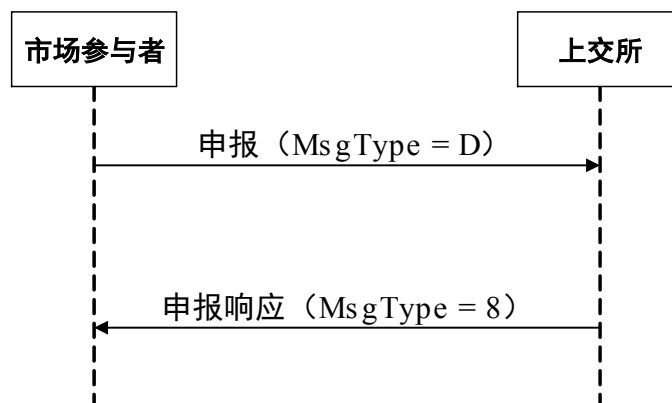 市场参与者
上交所
申报（MsgType = D）
申报响应（MsgType = 8）